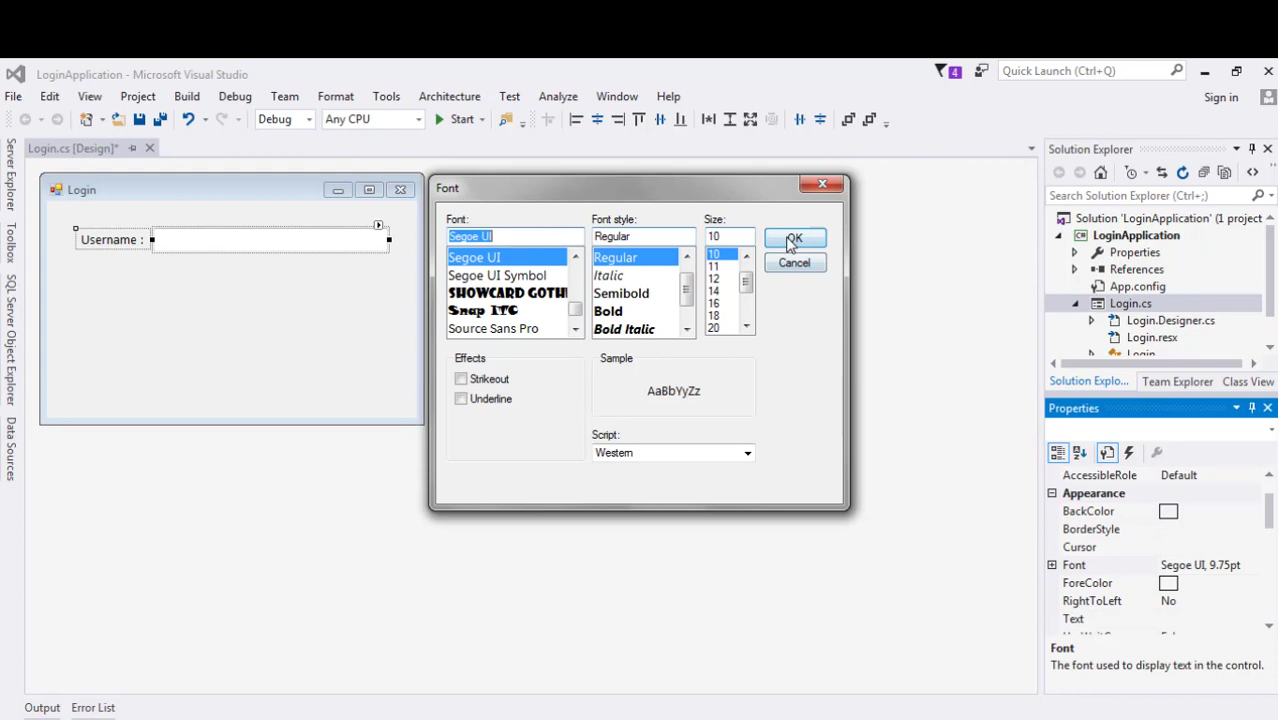 LoginApplication - Microsoft Visual Studio
4
Quick Launch (Ctrl+Q)
File Edit View Project Build Debug Team Format Tools Architecture Test Analyze Window Help
Sign in
Debug Any CPU Start
Server Explorer
Toolbox
SQL Server Object Explorer
Data Sources
Login.cs [Design]*
Login
Username :
Font
Font: Font style: Size:
Segoe UI Regular 10
Segoe UI Regular 10
Segoe UI Symbol Italic 11
SHOWCARD GOTH Semibold 12
Snap ITC Bold 14
Source Sans Pro Bold Italic 16
18
20
OK
Cancel
Effects
Strikeout
Underline
Sample
AaBbYyZz
Script:
Western
Solution Explorer
Search Solution Explorer (Ctrl+;)
Solution 'LoginApplication' (1 project
LoginApplication
Properties
References
App.config
Login.cs
Login.Designer.cs
Login.resx
Login
Solution Explo... Team Explorer Class View
Properties
AccessibleRole Default
Appearance
BackColor
BorderStyle
Cursor
Font Segoe UI, 9.75pt
ForeColor
RightToLeft No
Text
Font
The font used to display text in the control.
Output Error List